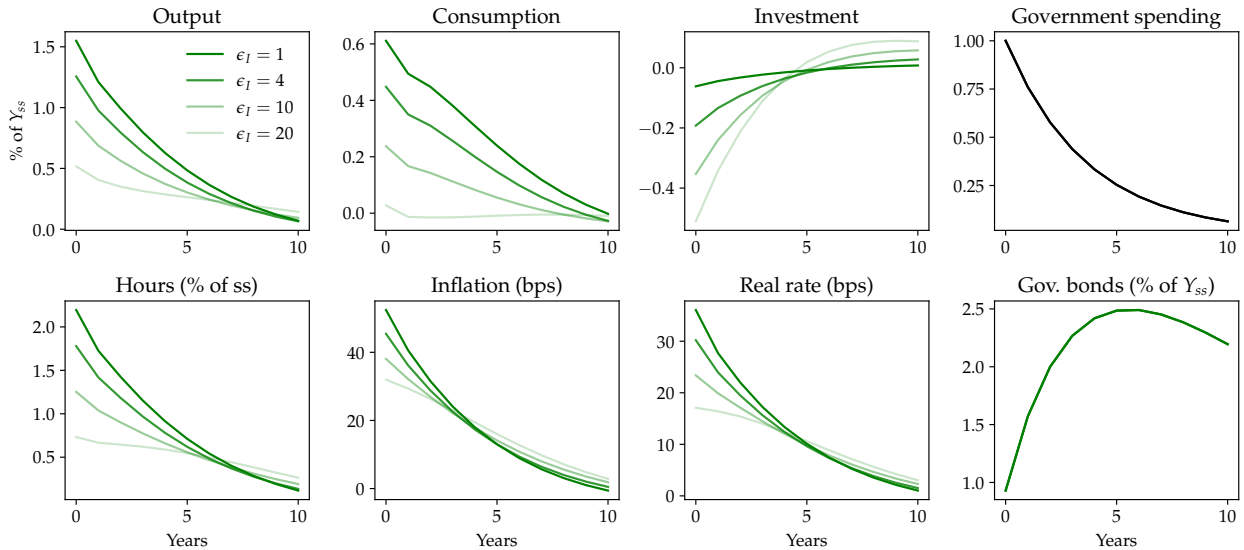 Output
Consumption
Investment
Government spending
% of Y_{ss}
1.5
1.0
0.5
0.0
ϵ_I = 1
ϵ_I = 4
ϵ_I = 10
ϵ_I = 20
0 5 10
0.6
0.4
0.2
0.0
0 5 10
0.0
−0.2
−0.4
0 5 10
1.00
0.75
0.50
0.25
0 5 10
Hours (% of ss)
Inflation (bps)
Real rate (bps)
Gov. bonds (% of Y_{ss})
2.0
1.5
1.0
0.5
0 5 10
Years
40
20
0
0 5 10
Years
30
20
10
0
0 5 10
Years
2.5
2.0
1.5
1.0
0 5 10
Years